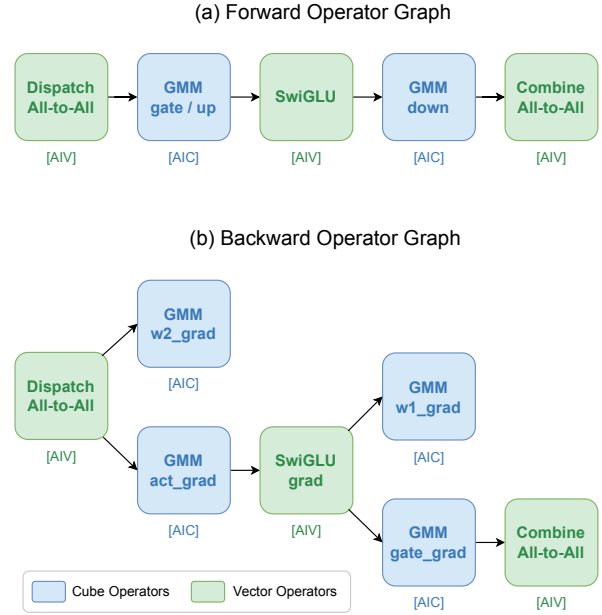 (a) Forward Operator Graph
Dispatch
All-to-All
[AIV]
GMM
gate / up
[AIC]
SwiGLU
[AIV]
GMM
down
[AIC]
Combine
All-to-All
[AIV]
(b) Backward Operator Graph
Dispatch
All-to-All
[AIV]
GMM
w2_grad
[AIC]
GMM
act_grad
[AIC]
SwiGLU
grad
[AIV]
GMM
w1_grad
[AIC]
GMM
gate_grad
[AIC]
Combine
All-to-All
[AIV]
Cube Operators
Vector Operators